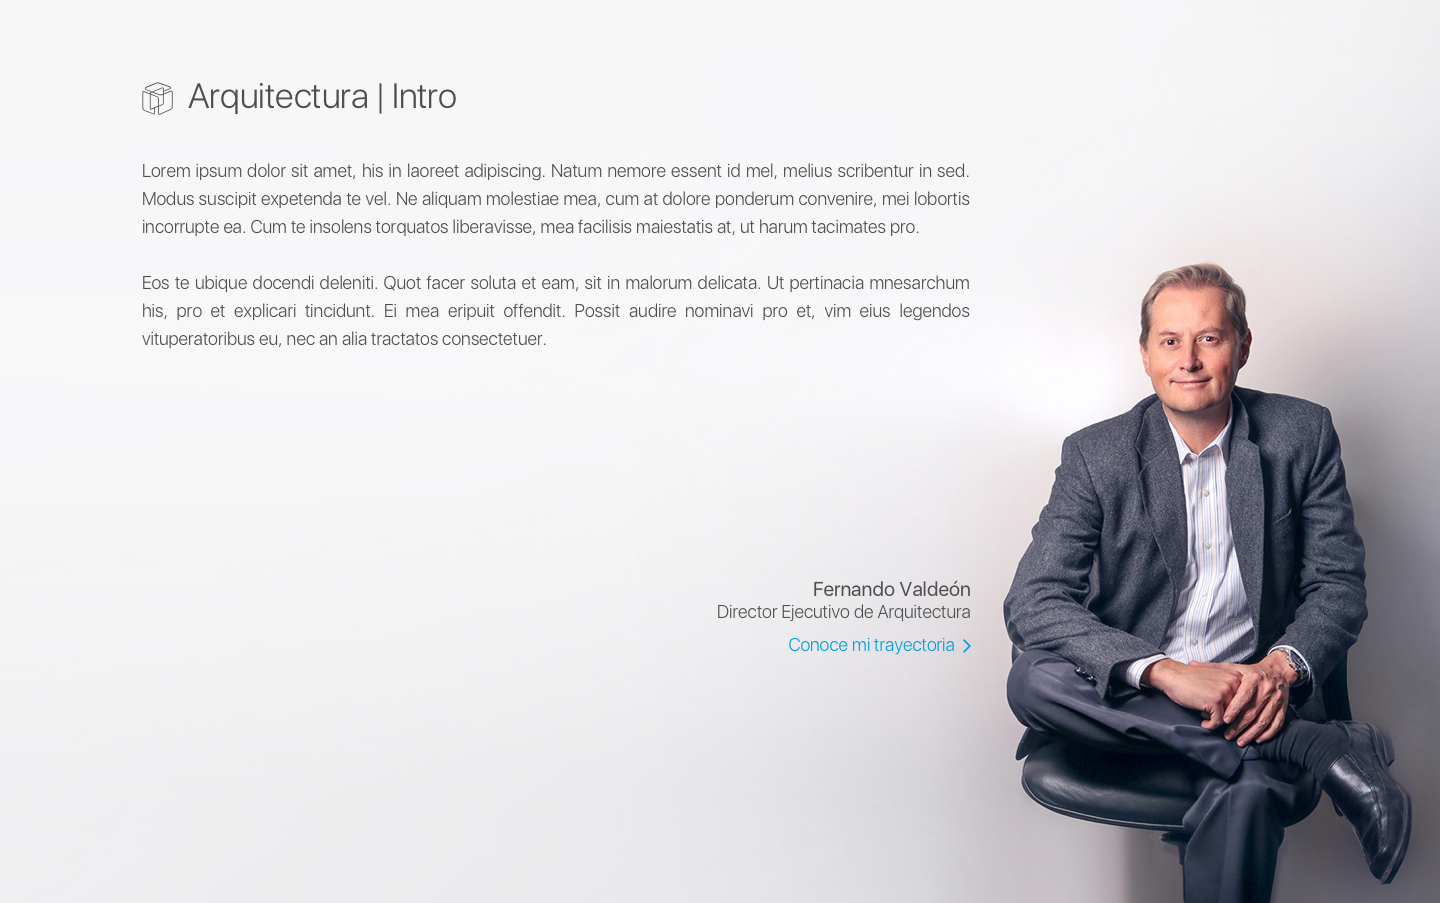 Arquitectura | Intro
Lorem ipsum dolor sit amet, his in laoreet adipiscing. Natum nemore essent id mel, melius scribentur in sed.
Modus suscipit expetenda te vel. Ne aliquam molestiae mea, cum at dolore ponderum convenire, mei lobortis
incorrupte ea. Cum te insolens torquatos liberavisse, mea facilisis maiestatis at, ut harum tacimates pro.
Eos te ubique docendi deleniti. Quot facer soluta et eam, sit in malorum delicata. Ut pertinacia mnesarchum
his, pro et explicari tincidunt. Ei mea eripuit offendit. Possit audire nominavi pro et, vim eius legendos
vituperatoribus eu, nec an alia tractatos consectetuer.
Fernando Valdeón
Director Ejecutivo de Arquitectura
Conoce mi trayectoria